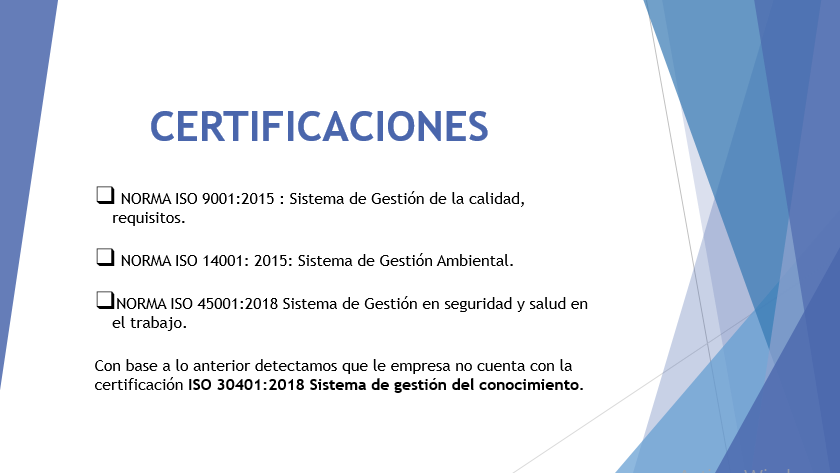 CERTIFICACIONES
❑ NORMA ISO 9001:2015 : Sistema de Gestión de la calidad,
requisitos.
❑ NORMA ISO 14001: 2015: Sistema de Gestión Ambiental.
❑NORMA ISO 45001:2018 Sistema de Gestión en seguridad y salud en
el trabajo.
Con base a lo anterior detectamos que le empresa no cuenta con la
certificación ISO 30401:2018 Sistema de gestión del conocimiento.